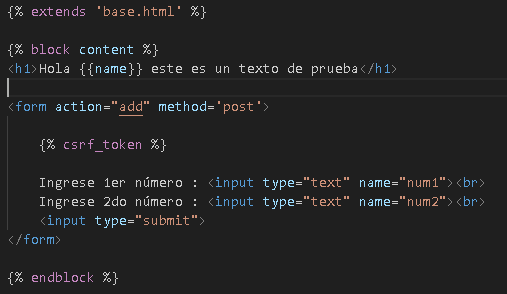 {% extends 'base.html' %}
{% block content %}
<h1>Hola {{name}} este es un texto de prueba</h1>
<form action="add" method='post'>
{% csrf_token %}
Ingrese 1er número : <input type="text" name="num1"><br>
Ingrese 2do número : <input type="text" name="num2"><br>
<input type="submit">
</form>
{% endblock %}